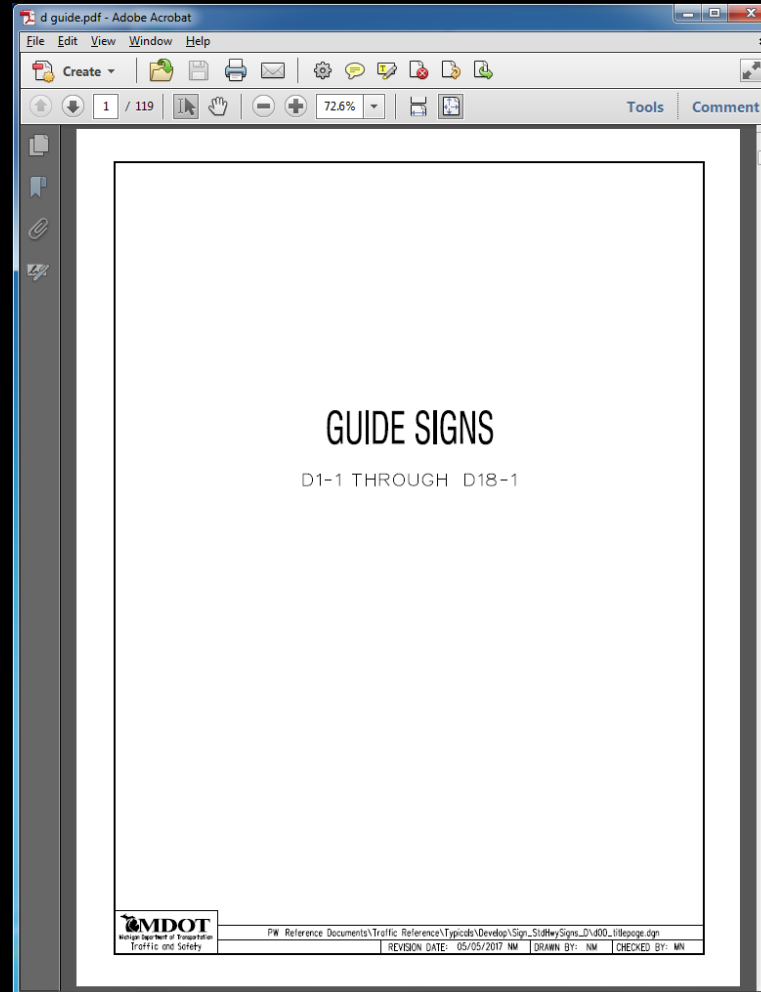 d guide.pdf - Adobe Acrobat
File Edit View Window Help
Create
1 / 119 72.6% Tools Comment
GUIDE SIGNS
D1-1 THROUGH D18-1
MDOT
Michigan Department of Transportation
Traffic and Safety
PW Reference Documents\Traffic Reference\Typicals\Develop\Sign_StdHwySigns_D\d00_titlepage.dgn
REVISION DATE: 05/05/2017 NM DRAWN BY: NM CHECKED BY: MN